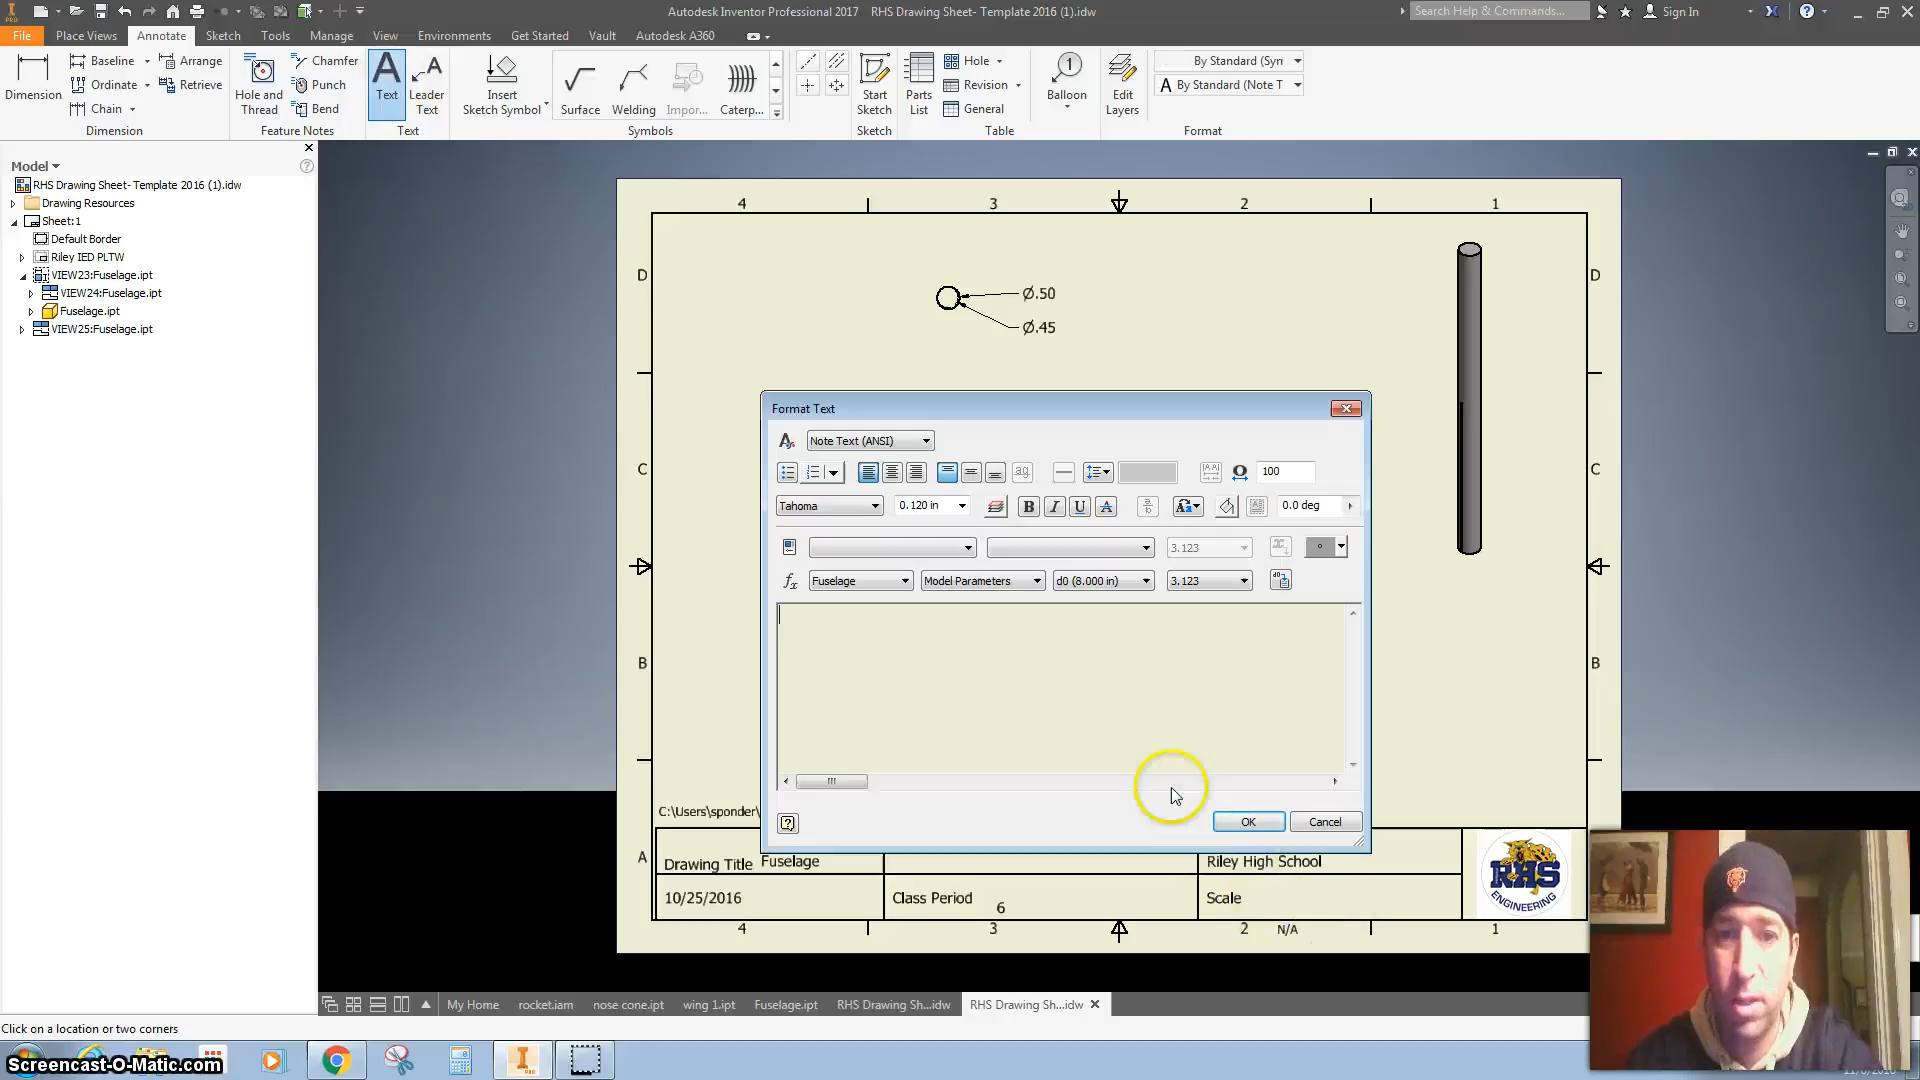 Autodesk Inventor Professional 2017 RHS Drawing Sheet- Template 2016 (1).idw
Search Help & Commands...
Sign In
File Place Views Annotate Sketch Tools Manage View Environments Get Started Vault Autodesk A360
Dimension
Baseline
Ordinate
Chain
Arrange
Retrieve
Dimension
Hole and Thread
Chamfer
Punch
Bend
Feature Notes
Text
Leader Text
Text
Insert Sketch Symbol
Surface
Welding
Impor...
Caterp...
Symbols
Start Sketch
Sketch
Parts List
Hole
Revision
General
Table
Balloon
Edit Layers
By Standard (Syn
By Standard (Note T
Format
Model
RHS Drawing Sheet- Template 2016 (1).idw
Drawing Resources
Sheet:1
Default Border
Riley IED PLTW
VIEW23:Fuselage.ipt
VIEW24:Fuselage.ipt
Fuselage.ipt
VIEW25:Fuselage.ipt
4 3 2 1
D D
Ø.50
Ø.45
C C
B B
A
Format Text
Note Text (ANSI)
100
Tahoma 0.120 in 0.0 deg
3.123
Fuselage Model Parameters d0 (8.000 in) 3.123
OK Cancel
C:\Users\sponder\
Drawing Title Fuselage
Riley High School
10/25/2016
Class Period 6
Scale
N/A
RHS
ENGINEERING
4 3 2 1
My Home rocket.iam nose cone.ipt wing 1.ipt Fuselage.ipt RHS Drawing Sh...idw RHS Drawing Sh...idw
Click on a location or two corners
Screencast-O-Matic.com